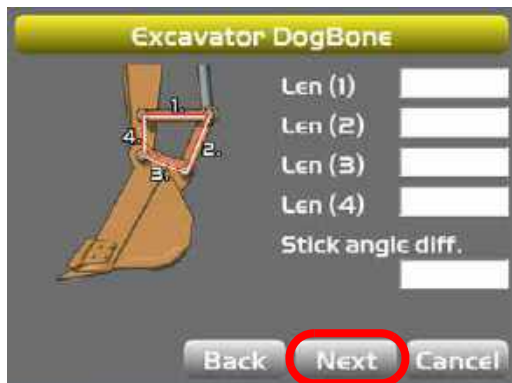 Excavator DogBone
Len (1)
Len (2)
Len (3)
Len (4)
Stick angle diff.
1.
2.
3.
4.
Back Next Cancel